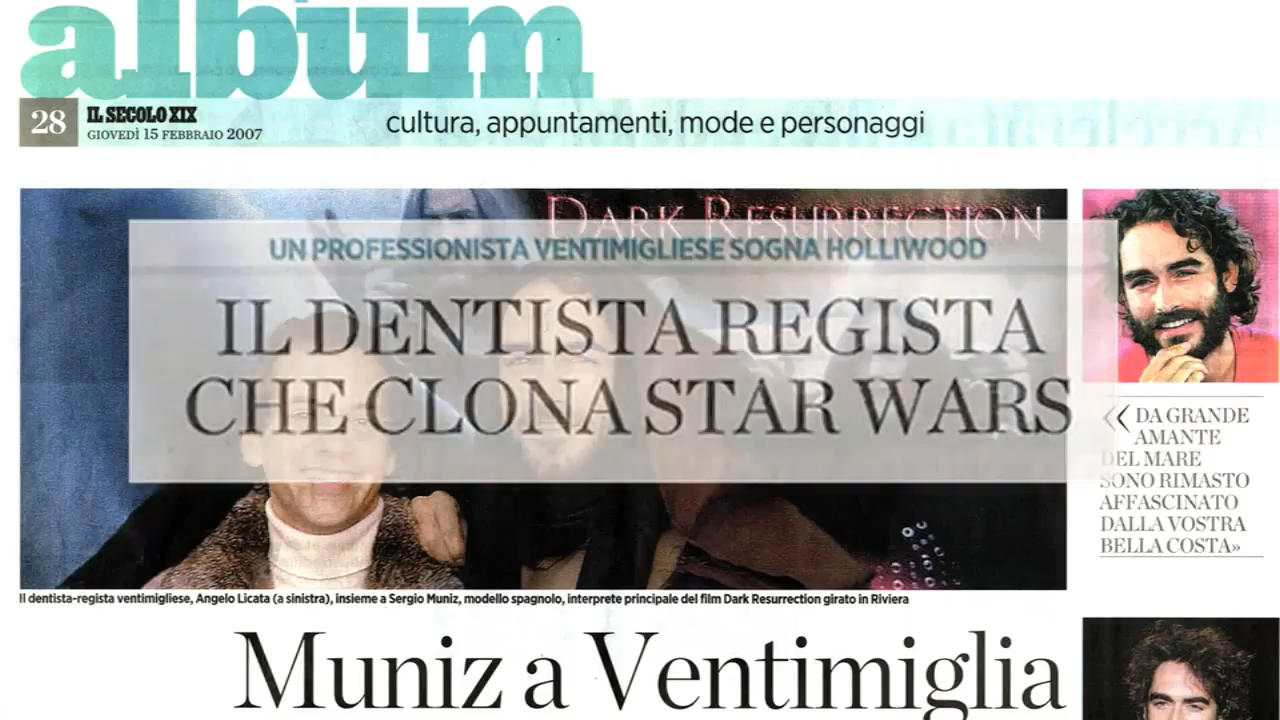 album
28
IL SECOLO XIX
GIOVEDÌ 15 FEBBRAIO 2007
cultura, appuntamenti, mode e personaggi
DARK RESURRECTION
UN PROFESSIONISTA VENTIMIGLIESE SOGNA HOLLIWOOD
IL DENTISTA REGISTA
CHE CLONA STAR WARS
«DA GRANDE
AMANTE
DEL MARE
SONO RIMASTO
AFFASCINATO
DALLA VOSTRA
BELLA COSTA»
Il dentista-regista ventimigliese, Angelo Licata (a sinistra), insieme a Sergio Muniz, modello spagnolo, interprete principale del film Dark Resurrection girato in Riviera
Muniz a Ventimiglia